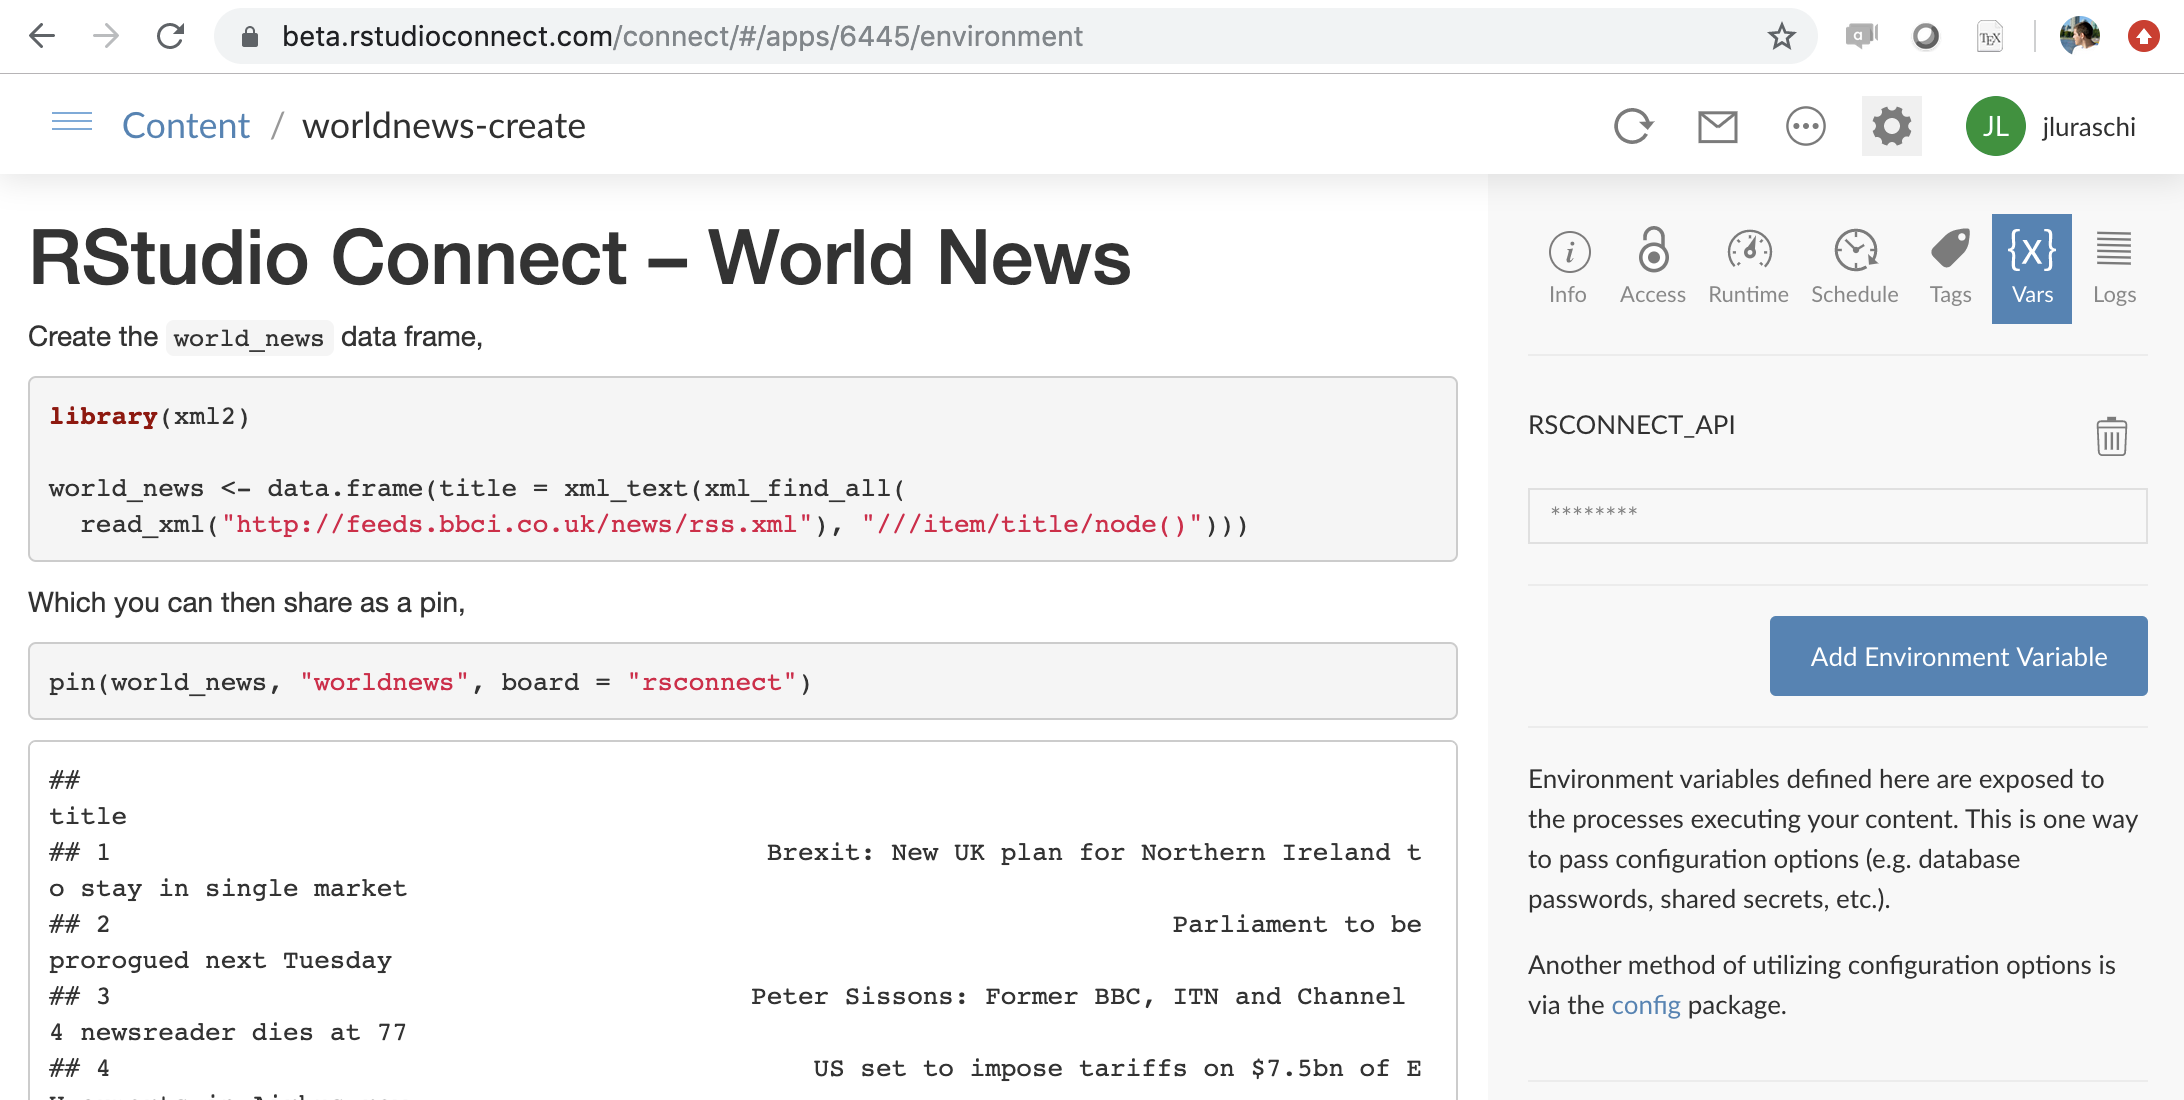 beta.rstudioconnect.com/connect/#/apps/6445/environment
a
TEX
Content / worldnews-create
JL jluraschi
RStudio Connect – World News
Create the world_news data frame,
library(xml2)
world_news <- data.frame(title = xml_text(xml_find_all(
  read_xml("http://feeds.bbci.co.uk/news/rss.xml"), "///item/title/node()")))
Which you can then share as a pin,
pin(world_news, "worldnews", board = "rsconnect")
##
title
## 1 Brexit: New UK plan for Northern Ireland t
o stay in single market
## 2 Parliament to be
prorogued next Tuesday
## 3 Peter Sissons: Former BBC, ITN and Channel
4 newsreader dies at 77
## 4 US set to impose tariffs on $7.5bn of E
i
{x}
Info Access Runtime Schedule Tags Vars Logs
RSCONNECT_API
********
Add Environment Variable
Environment variables defined here are exposed to
the processes executing your content. This is one way
to pass configuration options (e.g. database
passwords, shared secrets, etc.).
Another method of utilizing configuration options is
via the config package.